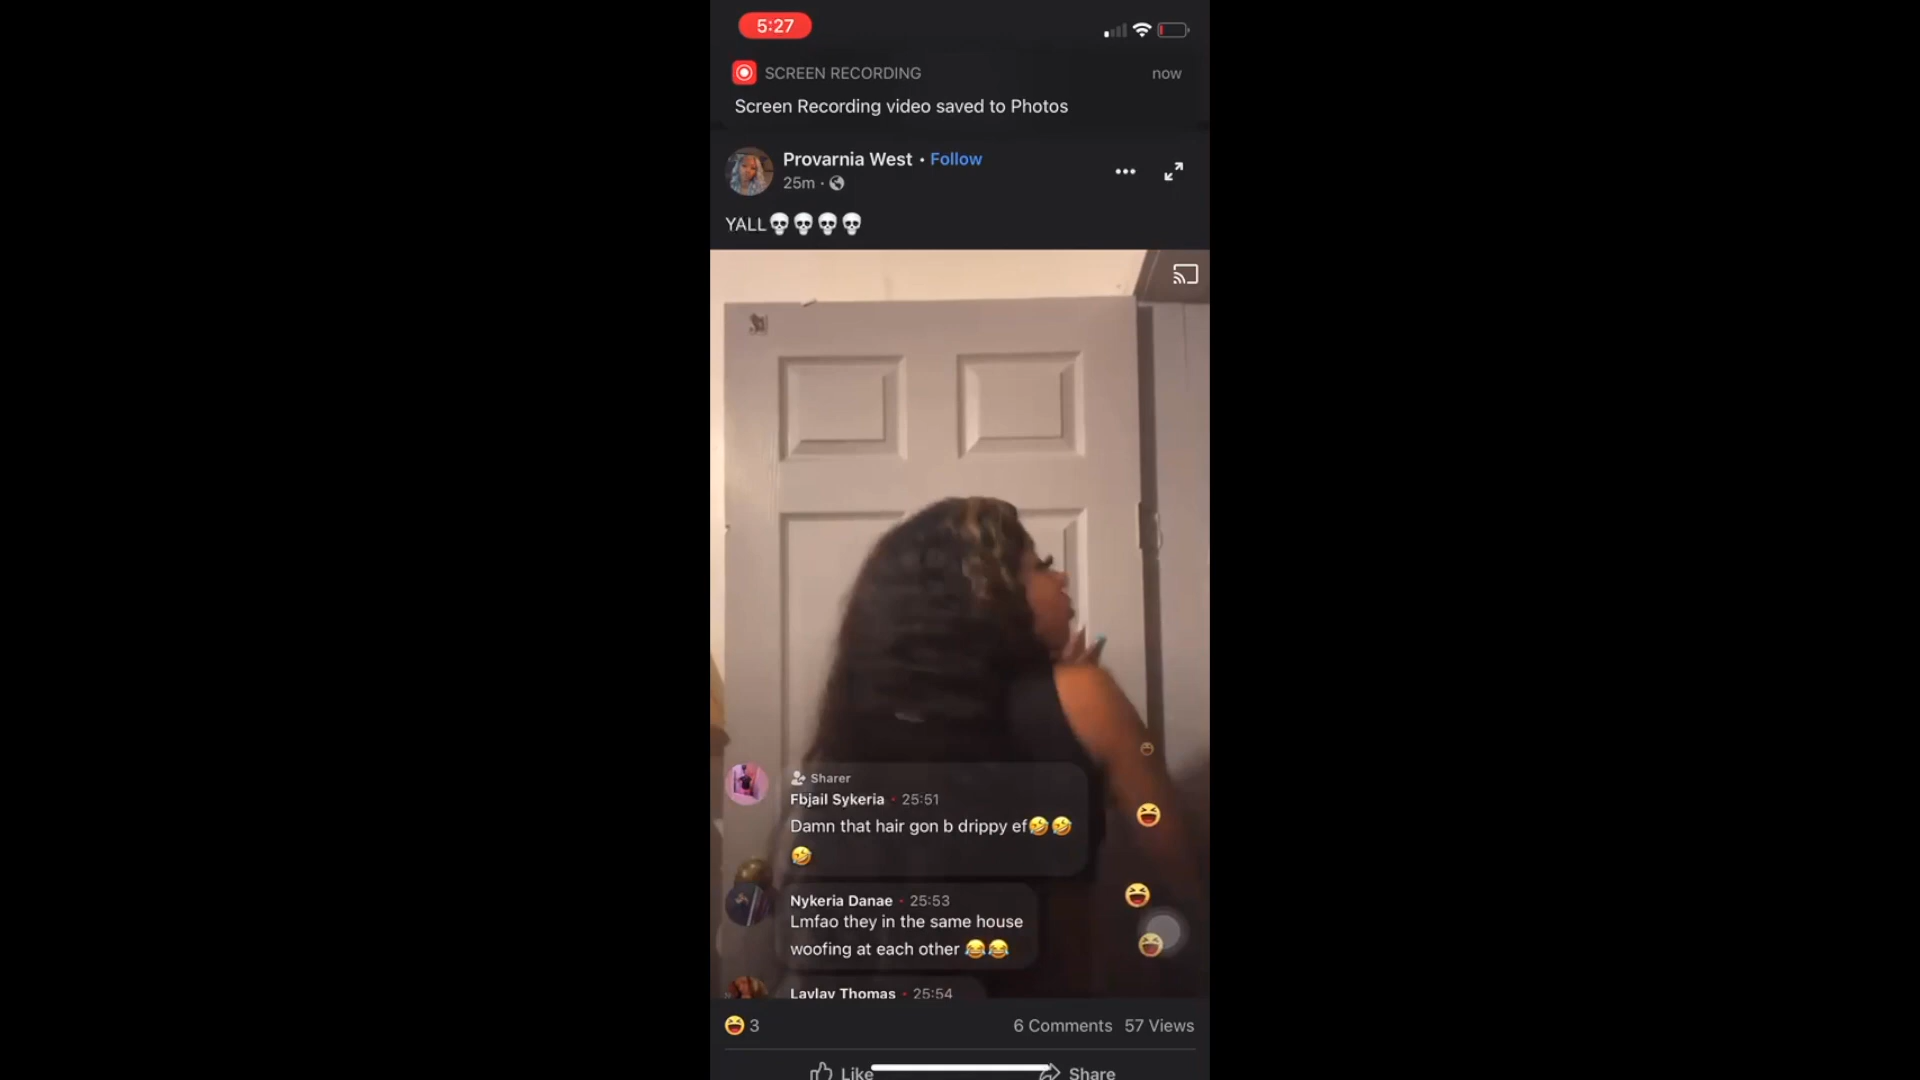 5:27
SCREEN RECORDING
now
Screen Recording video saved to Photos
Provarnia West • Follow
25m ·
YALL💀💀💀💀
Sharer
Fbjail Sykeria • 25:51
Damn that hair gon b drippy ef🤣🤣
🤣
Nykeria Danae • 25:53
Lmfao they in the same house
woofing at each other 😂😂
Laylay Thomas • 25:54
😆 3
6 Comments 57 Views
Like
Share